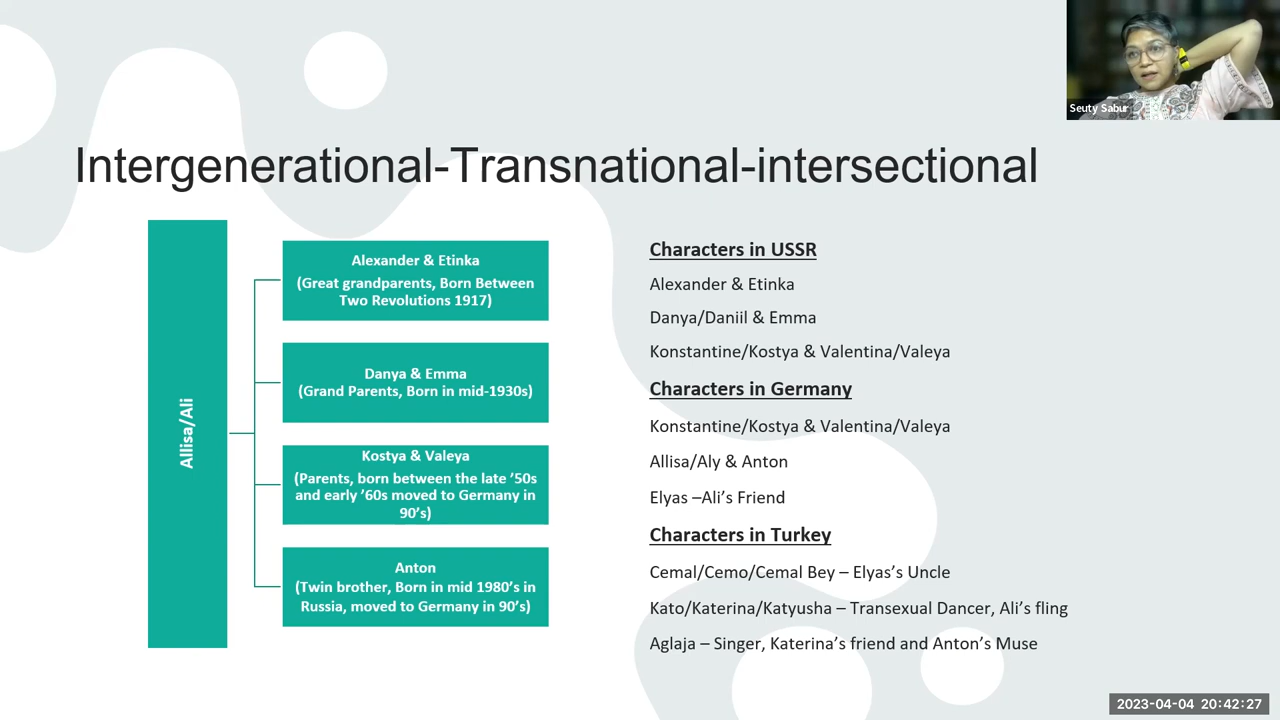 Seuty Sabur
Intergenerational-Transnational-intersectional
Allisa/Ali
Alexander & Etinka
(Great grandparents, Born Between
Two Revolutions 1917)
Danya & Emma
(Grand Parents, Born in mid-1930s)
Kostya & Valeya
(Parents, born between the late ’50s
and early ’60s moved to Germany in
90’s)
Anton
(Twin brother, Born in mid 1980’s in
Russia, moved to Germany in 90’s)
Characters in USSR
Alexander & Etinka
Danya/Daniil & Emma
Konstantine/Kostya & Valentina/Valeya
Characters in Germany
Konstantine/Kostya & Valentina/Valeya
Allisa/Aly & Anton
Elyas –Ali’s Friend
Characters in Turkey
Cemal/Cemo/Cemal Bey – Elyas’s Uncle
Kato/Katerina/Katyusha – Transexual Dancer, Ali’s fling
Aglaja – Singer, Katerina’s friend and Anton’s Muse
2023-04-04 20:42:27